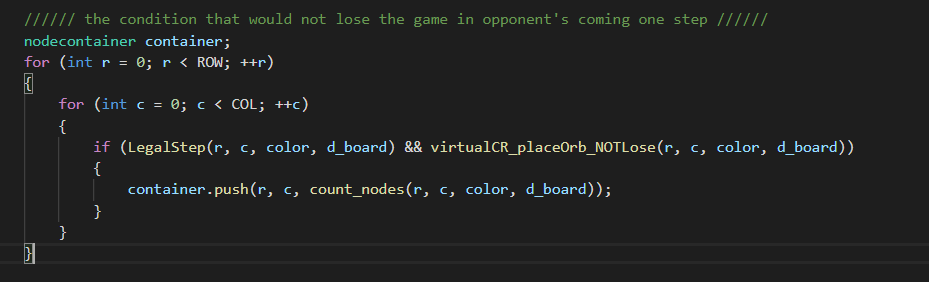 ////// the condition that would not lose the game in opponent's coming one step //////
nodecontainer container;
for (int r = 0; r < ROW; ++r)
{
    for (int c = 0; c < COL; ++c)
    {
        if (LegalStep(r, c, color, d_board) && virtualCR_placeOrb_NOTLose(r, c, color, d_board))
        {
            container.push(r, c, count_nodes(r, c, color, d_board));
        }
    }
}